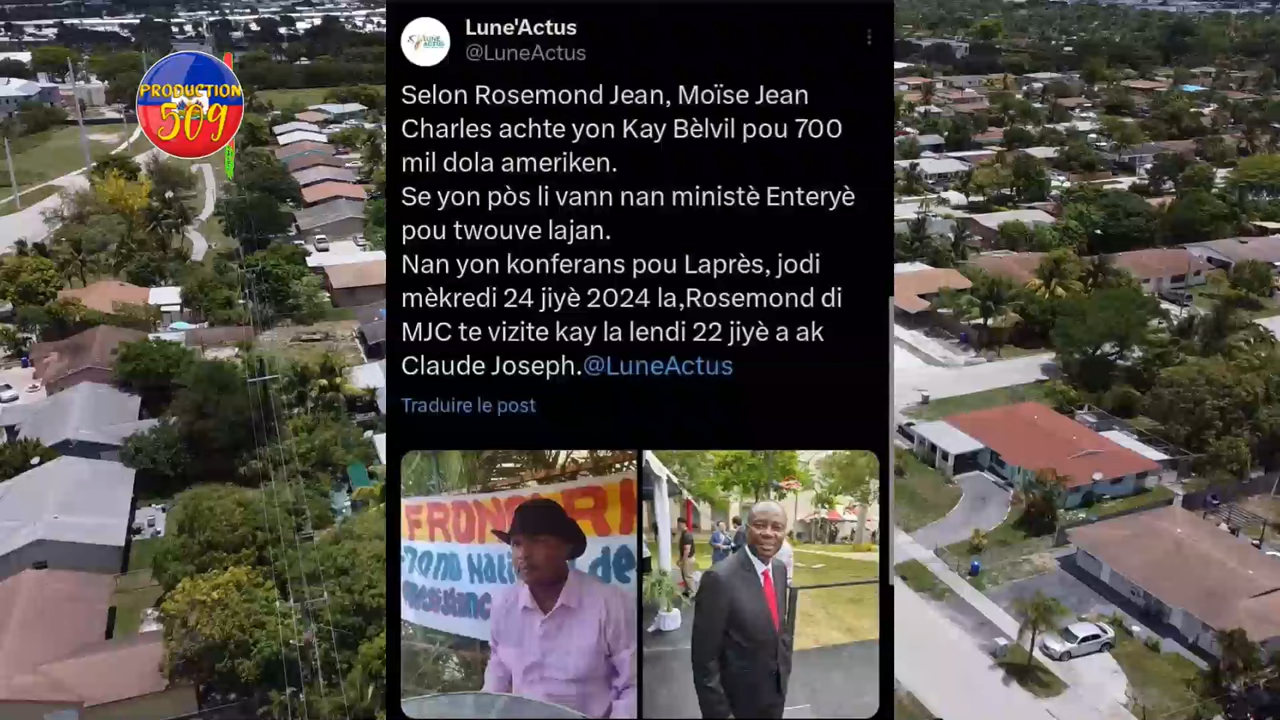 PRODUCTION
509
Lune'Actus
@LuneActus
Selon Rosemond Jean, Moïse Jean
Charles achte yon Kay Bèlvil pou 700
mil dola ameriken.
Se yon pòs li vann nan ministè Enteryè
pou twouve lajan.
Nan yon konferans pou Laprès, jodi
mèkredi 24 jiyè 2024 la,Rosemond di
MJC te vizite kay la lendi 22 jiyè a ak
Claude Joseph.@LuneActus
Traduire le post